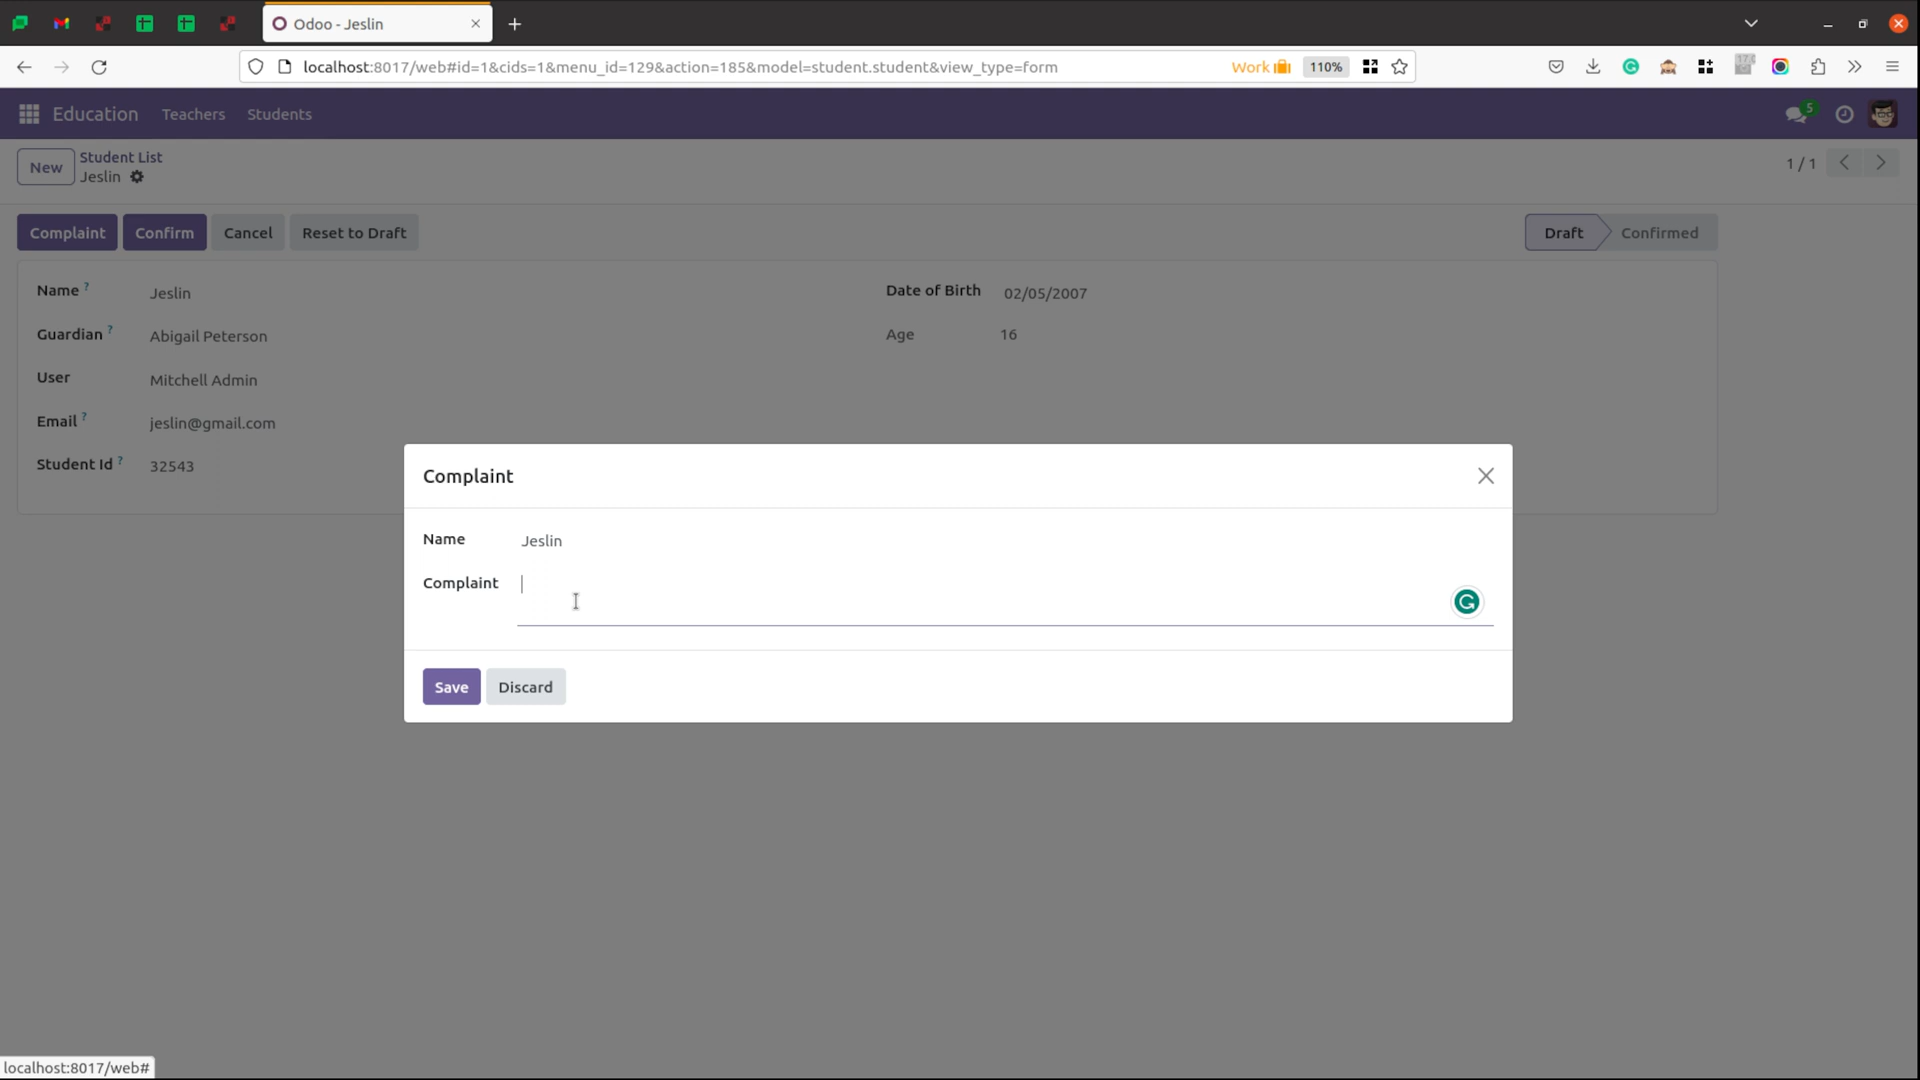 Odoo - Jeslin
localhost:8017/web#id=1&cids=1&menu_id=129&action=185&model=student.student&view_type=form
Work
110%
Education
Teachers
Students
5
New
Student List
Jeslin
1 / 1
Complaint
Confirm
Cancel
Reset to Draft
Draft
Confirmed
Name ?
Jeslin
Date of Birth
02/05/2007
Guardian ?
Abigail Peterson
Age
16
User
Mitchell Admin
Email ?
jeslin@gmail.com
Student Id ?
32543
Complaint
Name
Jeslin
Complaint
Save
Discard
localhost:8017/web#